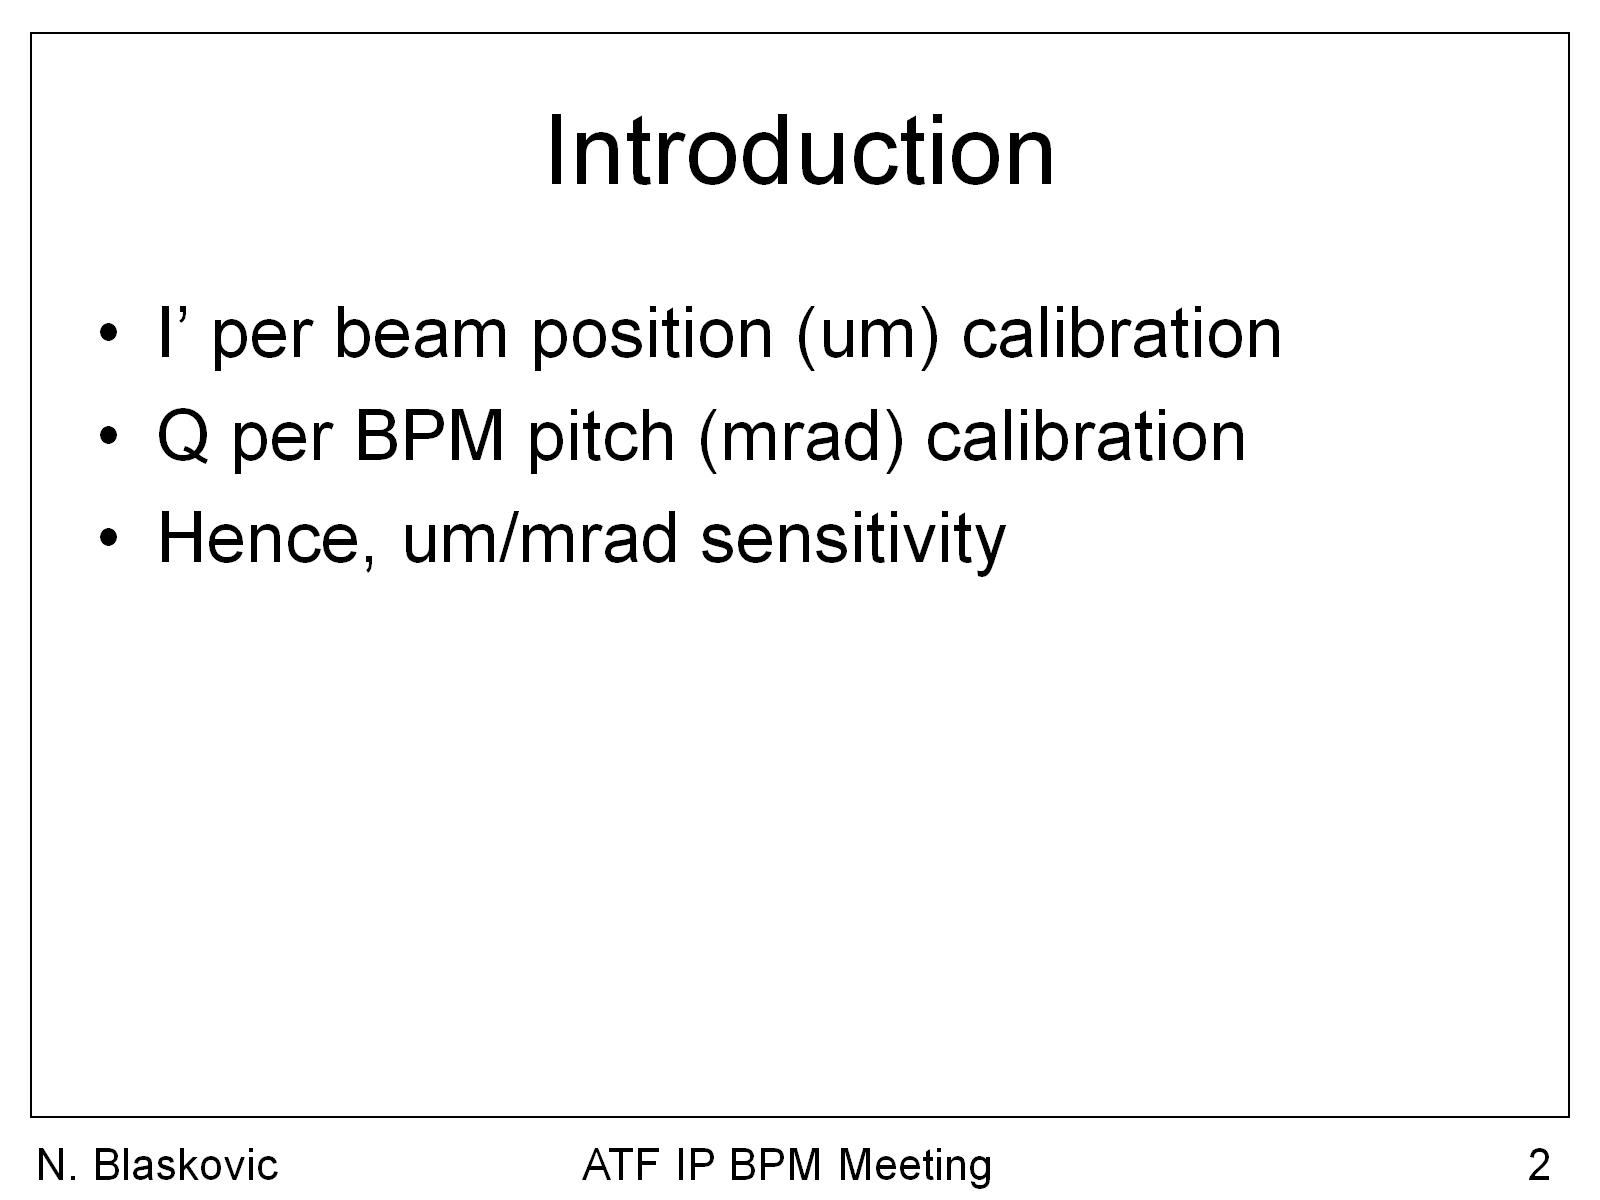 Introduction
• I’ per beam position (um) calibration
• Q per BPM pitch (mrad) calibration
• Hence, um/mrad sensitivity
N. Blaskovic
ATF IP BPM Meeting
2